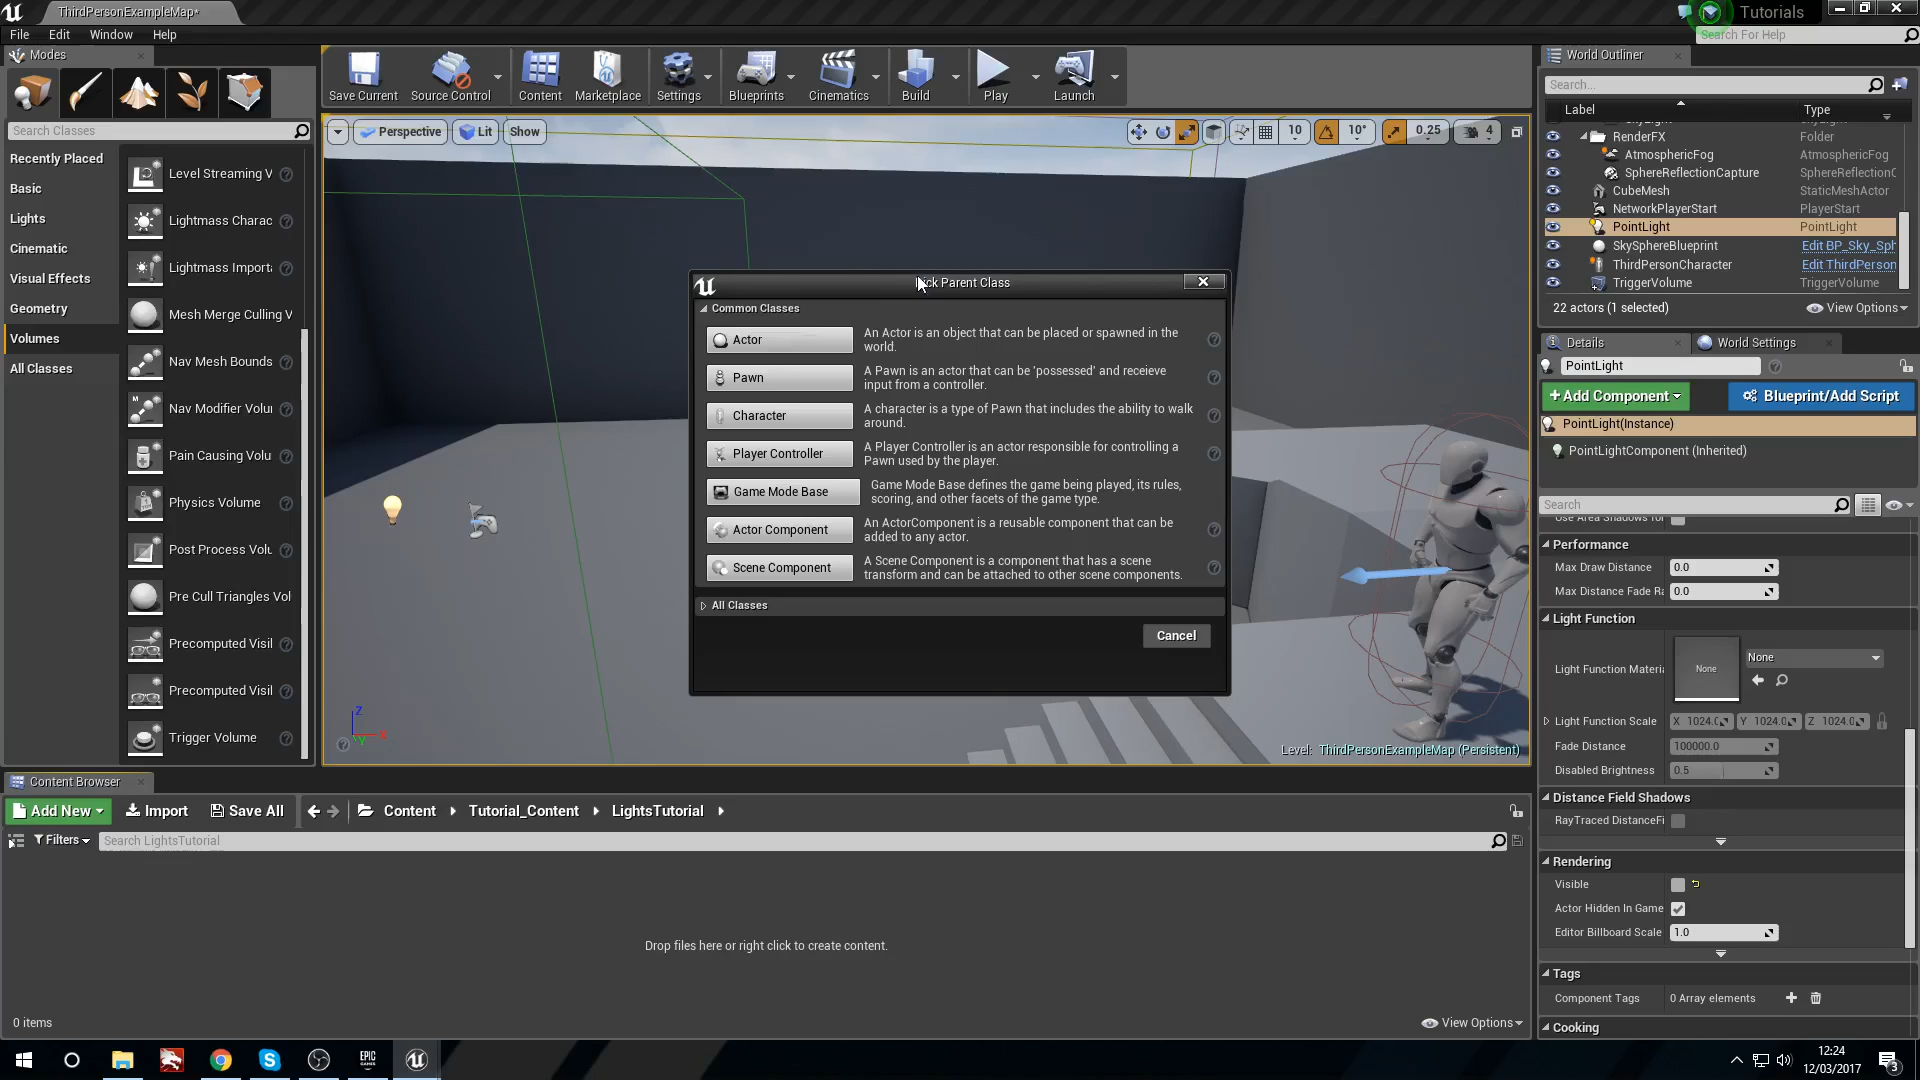 ThirdPersonExampleMap*
Tutorials
File Edit Window Help
Search For Help
Modes
Search Classes
Recently Placed
Basic
Lights
Cinematic
Visual Effects
Geometry
Volumes
All Classes
Level Streaming V
Lightmass Charac
Lightmass Import
Mesh Merge Culling V
Nav Mesh Bounds
Nav Modifier Volu
Pain Causing Volu
Physics Volume
Post Process Volu
Pre Cull Triangles Vol
Precomputed Visil
Precomputed Visil
Trigger Volume
Save Current
Source Control
Content
Marketplace
Settings
Blueprints
Cinematics
Build
Play
Launch
Perspective Lit Show
10 10° 0.25 4
Parent Class
Common Classes
Actor
An Actor is an object that can be placed or spawned in the
world.
Pawn
A Pawn is an actor that can be 'possessed' and receieve
input from a controller.
Character
A character is a type of Pawn that includes the ability to walk
around.
Player Controller
A Player Controller is an actor responsible for controlling a
Pawn used by the player.
Game Mode Base
Game Mode Base defines the game being played, its rules,
scoring, and other facets of the game type.
Actor Component
An ActorComponent is a reusable component that can be
added to any actor.
Scene Component
A Scene Component is a component that has a scene
transform and can be attached to other scene components.
All Classes
Cancel
Z
X
Y
Level: ThirdPersonExampleMap (Persistent)
World Outliner
Search...
Label Type
RenderFX Folder
AtmosphericFog AtmosphericFog
SphereReflectionCapture SphereReflectionC
CubeMesh StaticMeshActor
NetworkPlayerStart PlayerStart
PointLight PointLight
SkySphereBlueprint Edit BP_Sky_Sph
ThirdPersonCharacter Edit ThirdPerson
TriggerVolume TriggerVolume
22 actors (1 selected) View Options
Details World Settings
PointLight
+Add Component Blueprint/Add Script
PointLight(Instance)
PointLightComponent (Inherited)
Search
Use Area Shadows for
Performance
Max Draw Distance 0.0
Max Distance Fade Ra 0.0
Light Function
Light Function Materia None None
Light Function Scale X 1024.0 Y 1024.0 Z 1024.0
Fade Distance 100000.0
Disabled Brightness 0.5
Distance Field Shadows
RayTraced DistanceFi
Rendering
Visible
Actor Hidden In Game
Editor Billboard Scale 1.0
Tags
Component Tags 0 Array elements
Cooking
Content Browser
Add New Import Save All Content Tutorial_Content LightsTutorial
Filters Search LightsTutorial
Drop files here or right click to create content.
0 items View Options
EPIC
GAMES
12:24
12/03/2017
3